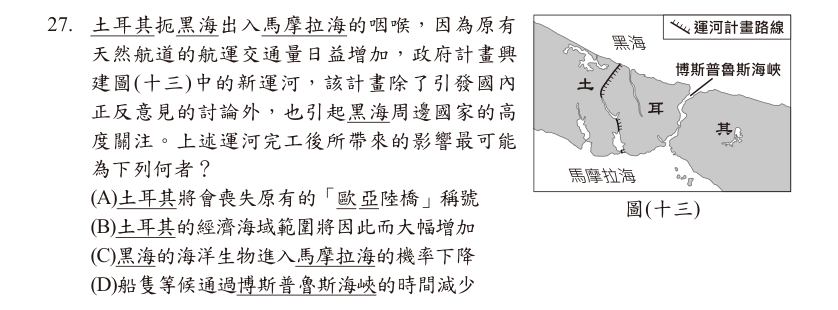 27. 土耳其扼黑海出入馬摩拉海的咽喉，因為原有
天然航道的航運交通量日益增加，政府計畫興
建圖(十三)中的新運河，該計畫除了引發國內
正反意見的討論外，也引起黑海周邊國家的高
度關注。上述運河完工後所帶來的影響最可能
為下列何者？
(A)土耳其將會喪失原有的「歐亞陸橋」稱號
(B)土耳其的經濟海域範圍將因此而大幅增加
(C)黑海的海洋生物進入馬摩拉海的機率下降
(D)船隻等候通過博斯普魯斯海峽的時間減少
運河計畫路線
黑海
博斯普魯斯海峽
土
耳
其
馬摩拉海
圖(十三)